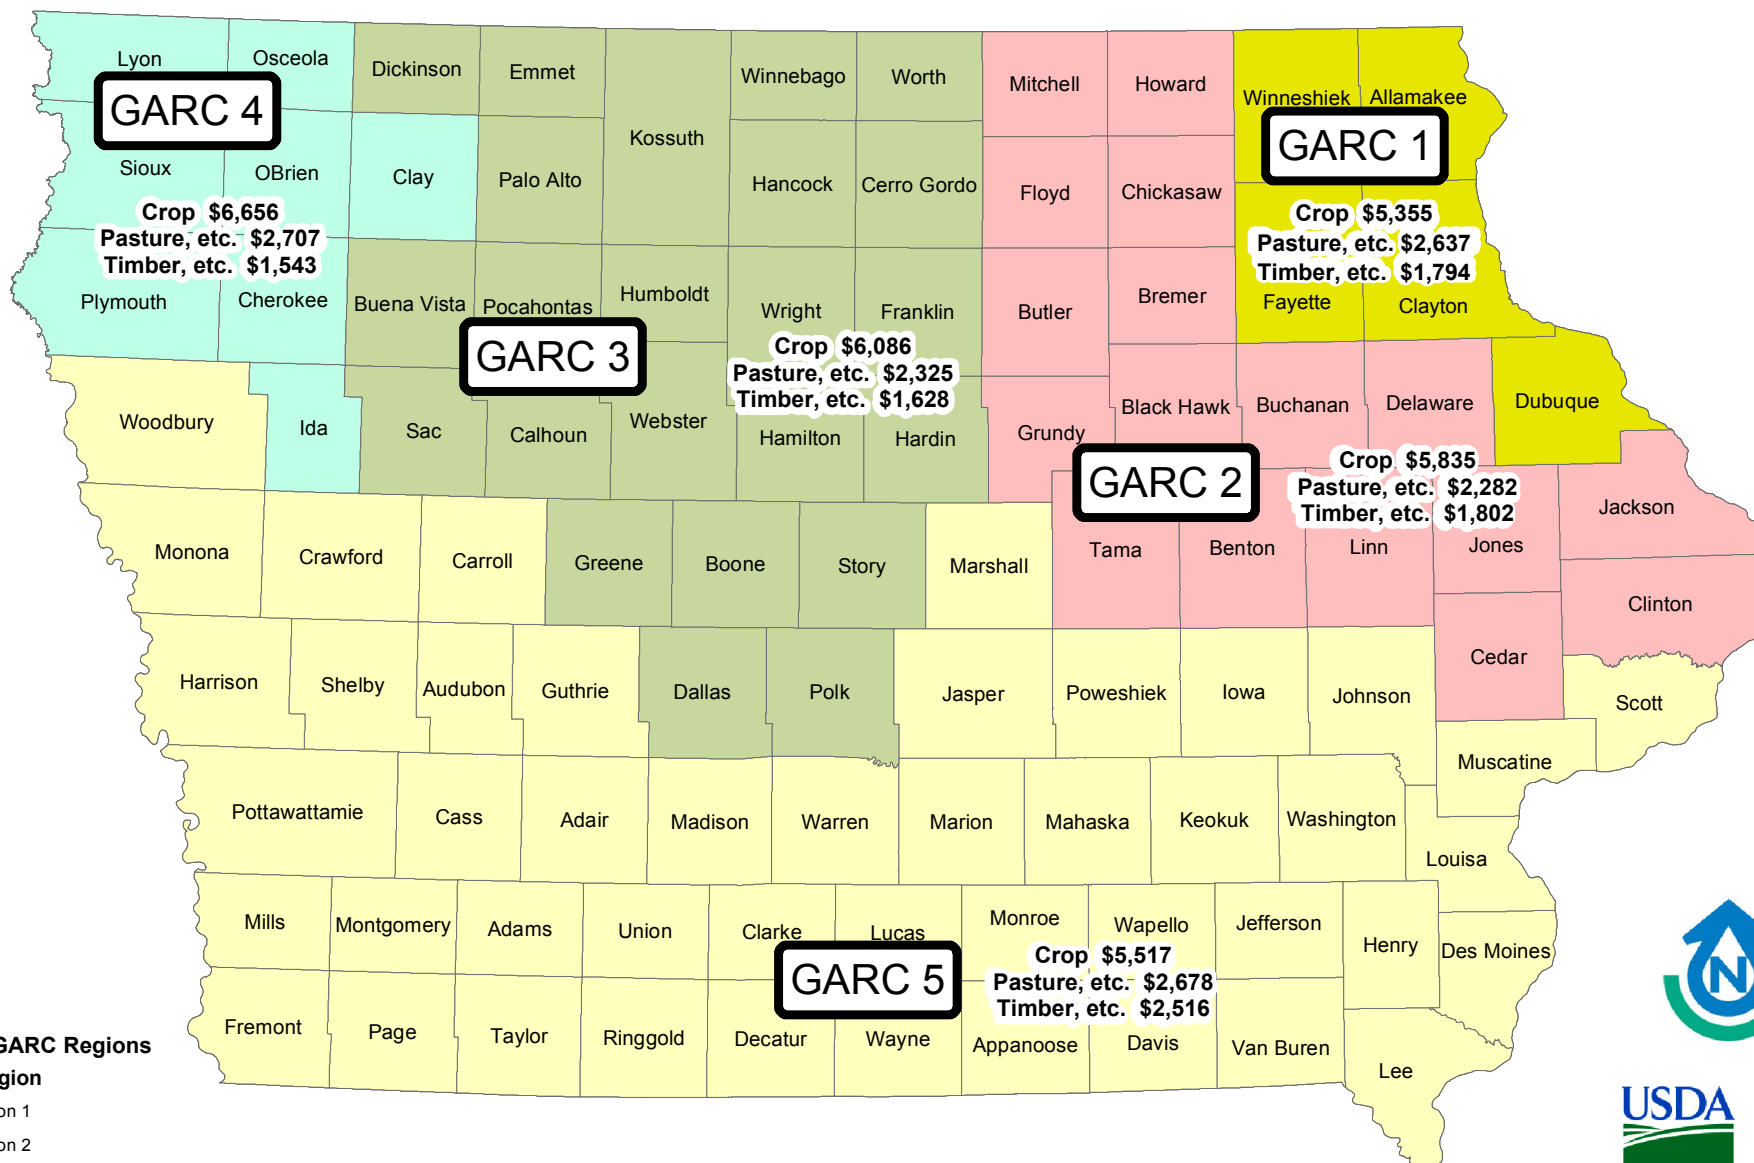 Lyon
Osceola
Dickinson
Emmet
Winnebago
Worth
Mitchell
Howard
Winneshiek
Allamakee
GARC 4
Kossuth
GARC 1
Sioux
OBrien
Clay
Palo Alto
Hancock
Cerro Gordo
Floyd
Chickasaw
Crop $6,656
Pasture, etc. $2,707
Timber, etc. $1,543
Crop $5,355
Pasture, etc. $2,637
Timber, etc. $1,794
Plymouth
Cherokee
Buena Vista
Pocahontas
Humboldt
Wright
Franklin
Butler
Bremer
Fayette
Clayton
GARC 3
Crop $6,086
Pasture, etc. $2,325
Timber, etc. $1,628
Woodbury
Ida
Sac
Calhoun
Webster
Hamilton
Hardin
Grundy
Black Hawk
Buchanan
Delaware
Dubuque
GARC 2
Crop $5,835
Pasture, etc. $2,282
Timber, etc. $1,802
Jackson
Monona
Crawford
Carroll
Greene
Boone
Story
Marshall
Tama
Benton
Linn
Jones
Clinton
Harrison
Shelby
Audubon
Guthrie
Dallas
Polk
Jasper
Poweshiek
Iowa
Johnson
Cedar
Scott
Muscatine
Pottawattamie
Cass
Adair
Madison
Warren
Marion
Mahaska
Keokuk
Washington
Louisa
Mills
Montgomery
Adams
Union
Clarke
Lucas
Monroe
Wapello
Jefferson
Henry
Des Moines
GARC 5
Crop $5,517
Pasture, etc. $2,678
Timber, etc. $2,516
Fremont
Page
Taylor
Ringgold
Decatur
Wayne
Appanoose
Davis
Van Buren
Lee
N
GARC Regions
gion
on 1
on 2
USDA